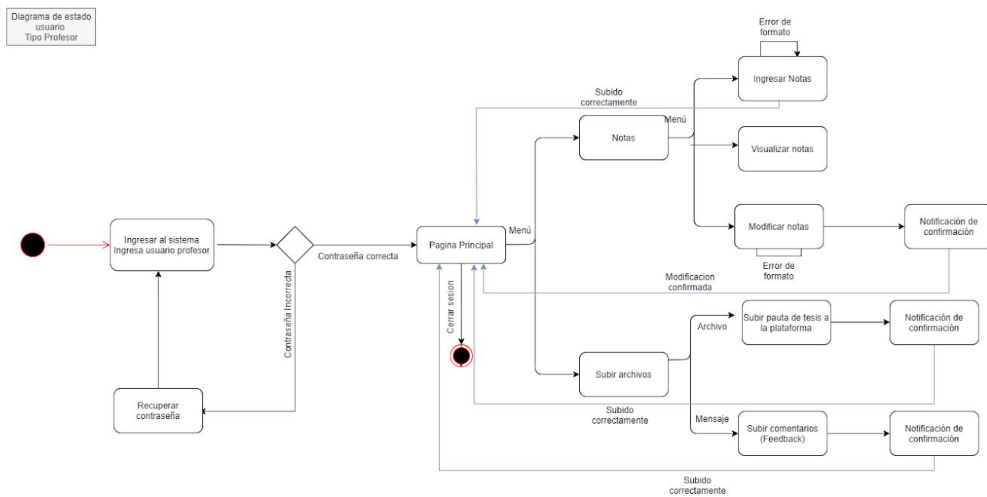 Diagrama de estado
usuario
Tipo Profesor
Error de
formato
Ingresar Notas
Subido
correctamente
Menú
Notas
Visualizar notas
Ingresar al sistema
Ingresa usuario profesor
Contraseña correcta
Pagina Principal
Menú
Modificar notas
Notificación de
confirmación
Error de
formato
Contraseña Incorrecta
Cerrar sesion
Modificacion
confirmada
Archivo
Subir pauta de tesis a
la plataforma
Notificación de
confirmación
Subir archivos
Recuperar
contraseña
Subido
correctamente
Mensaje
Subir comentarios
(Feedback)
Notificación de
confirmación
Subido
correctamente